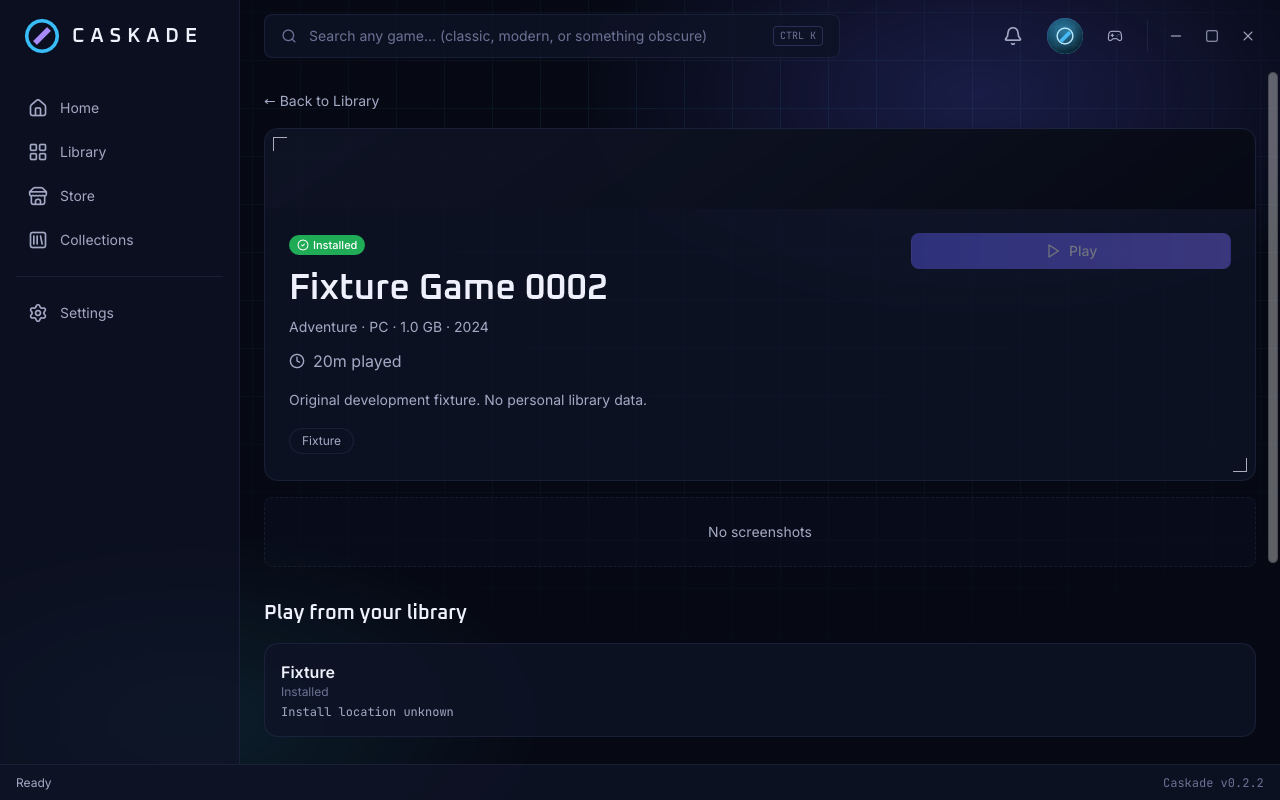 CASKADE
Search any game... (classic, modern, or something obscure)
CTRL K
Home
Library
Store
Collections
Settings
← Back to Library
Installed
Play
Fixture Game 0002
Adventure · PC · 1.0 GB · 2024
20m played
Original development fixture. No personal library data.
Fixture
No screenshots
Play from your library
Fixture
Installed
Install location unknown
Ready
Caskade v0.2.2